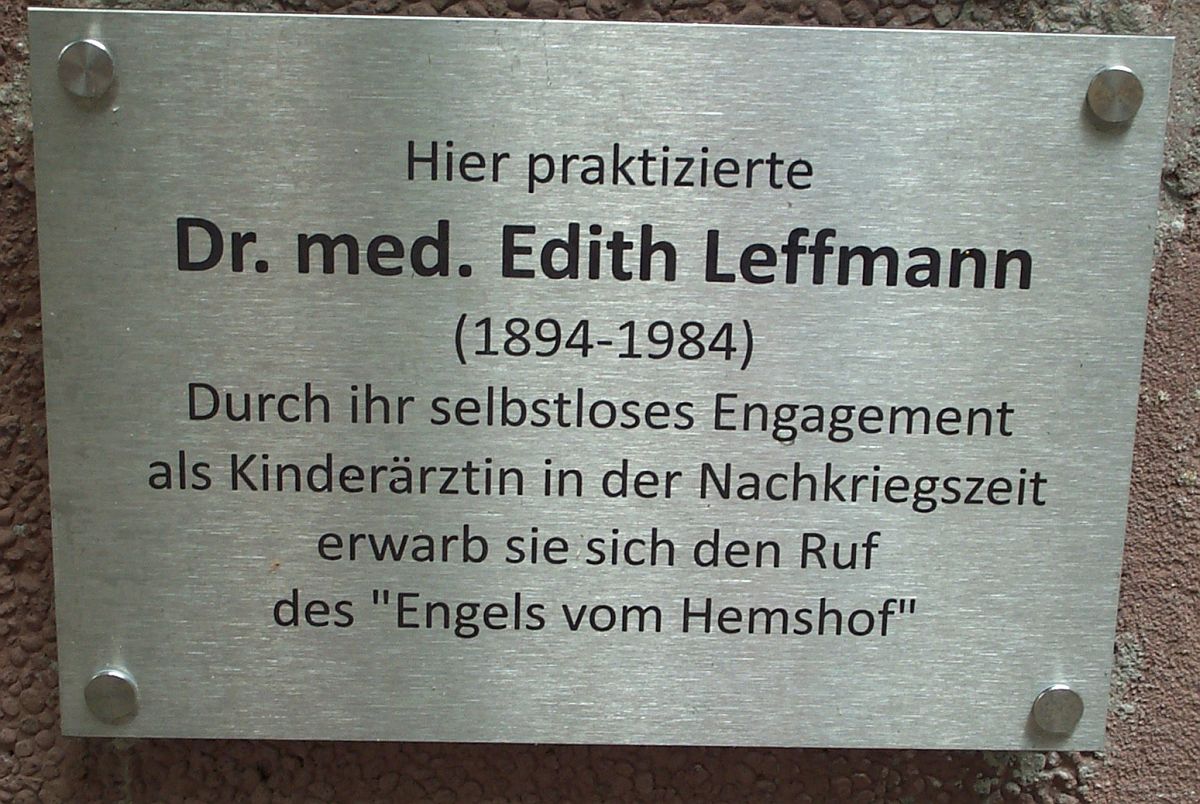 Hier praktizierte
Dr. med. Edith Leffmann
(1894-1984)
Durch ihr selbstloses Engagement
als Kinderärztin in der Nachkriegszeit
erwarb sie sich den Ruf
des "Engels vom Hemshof"